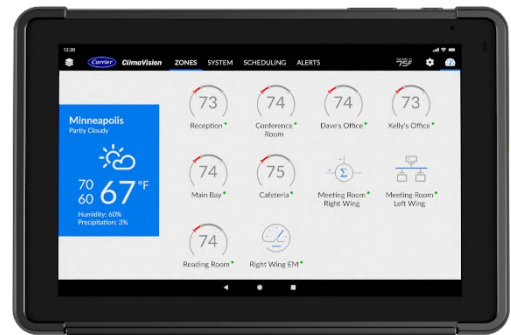 12:00
Carrier
ClimaVision
ZONES
SYSTEM
SCHEDULING
ALERTS
Minneapolis
Partly Cloudy
70
60
67°F
Humidity: 60%
Precipitation: 3%
73
Reception
74
Conference
Room
74
Dave's Office
73
Kelly's Office
74
Main Bay
75
Cafeteria
Σ
Meeting Room
Right Wing
Meeting Room
Left Wing
74
Reading Room
Right Wing EM